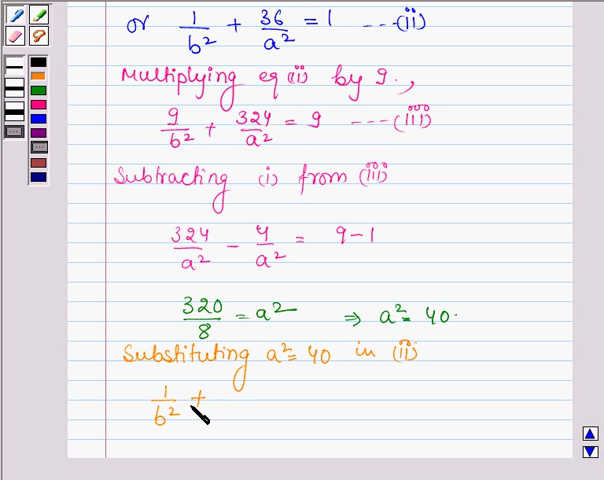 or 1/b² + 36/a² = 1 ---(ii)
Multiplying eq (ii) by 9.,
9/b² + 324/a² = 9 ---(iii)
Subtracting (i) from (iii)
324/a² - 4/a² = 9-1
320/8 = a² ⇒ a² = 40.
Substituting a² = 40 in (ii)
1/b² +